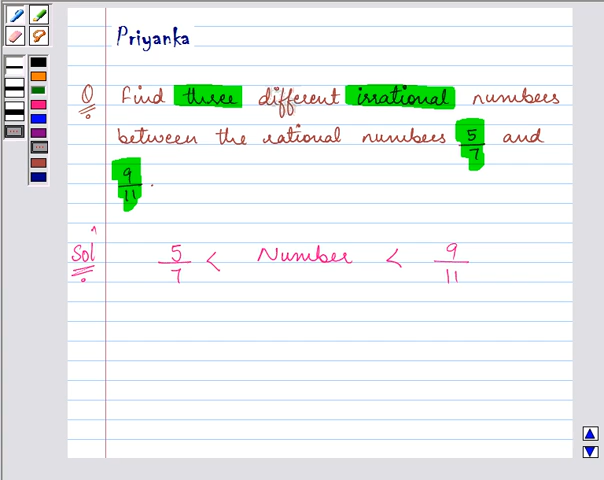 Priyanka
Q Find three different irrational numbers
between the rational numbers 5/7 and
9/11.
Sol^n 5/7 < Number < 9/11